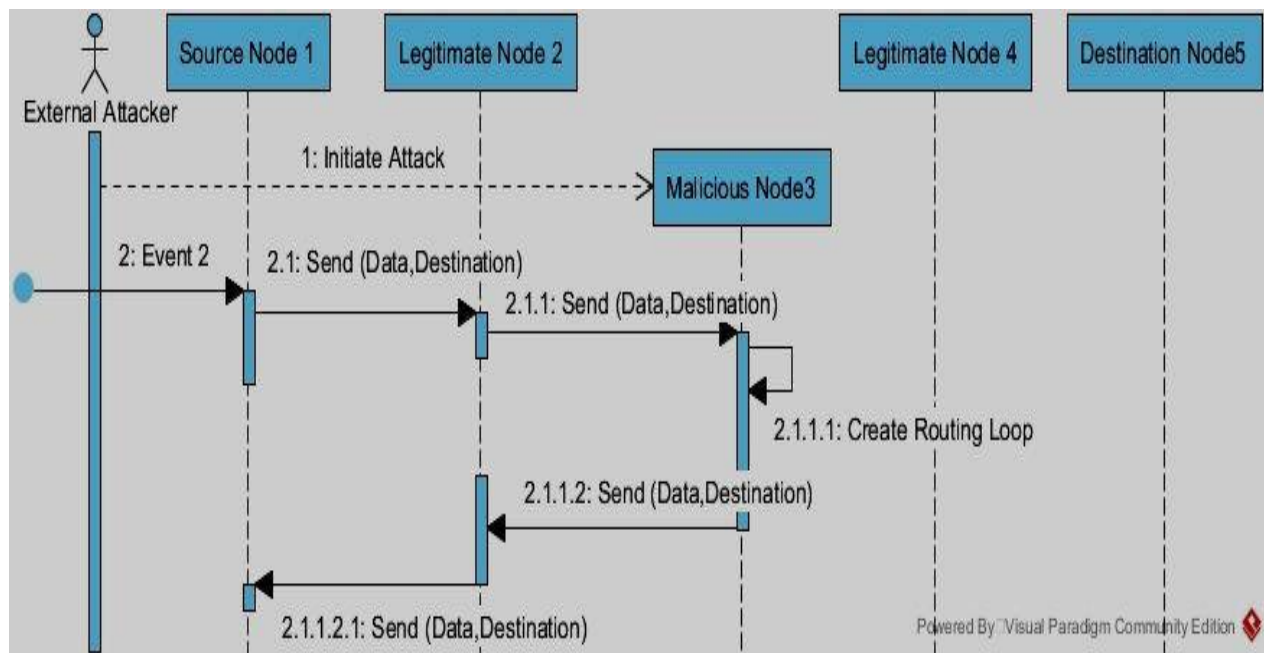 Source Node 1
Legitimate Node 2
Legitimate Node 4
Destination Node5
External Attacker
1: Initiate Attack
Malicious Node3
2: Event 2
2.1: Send (Data,Destination)
2.1.1: Send (Data,Destination)
2.1.1.1: Create Routing Loop
2.1.1.2: Send (Data,Destination)
2.1.1.2.1: Send (Data,Destination)
Powered By Visual Paradigm Community Edition